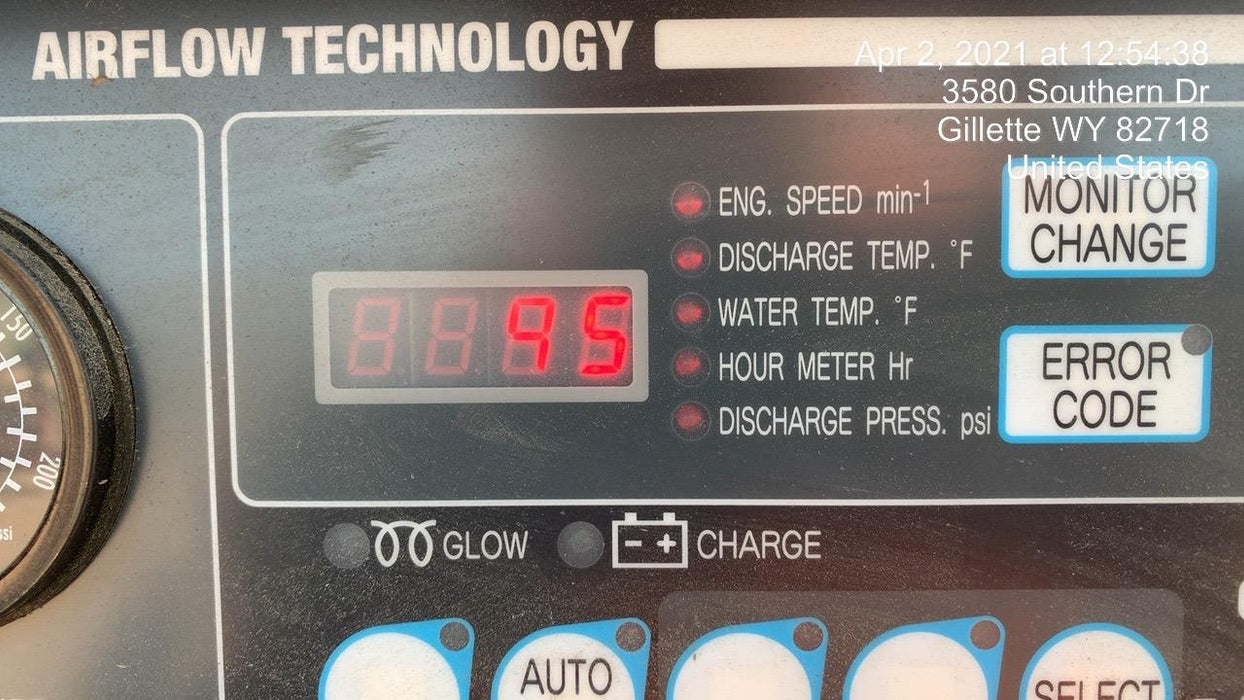 AIRFLOW TECHNOLOGY
Apr 2, 2021 at 12:54:38
3580 Southern Dr
Gillette WY 82718
United States
MONITOR
CHANGE
ENG. SPEED min-1
DISCHARGE TEMP. °F
WATER TEMP. °F
HOUR METER Hr
DISCHARGE PRESS. psi
95
ERROR
CODE
150
200
GLOW
- +
CHARGE
AUTO
SELECT